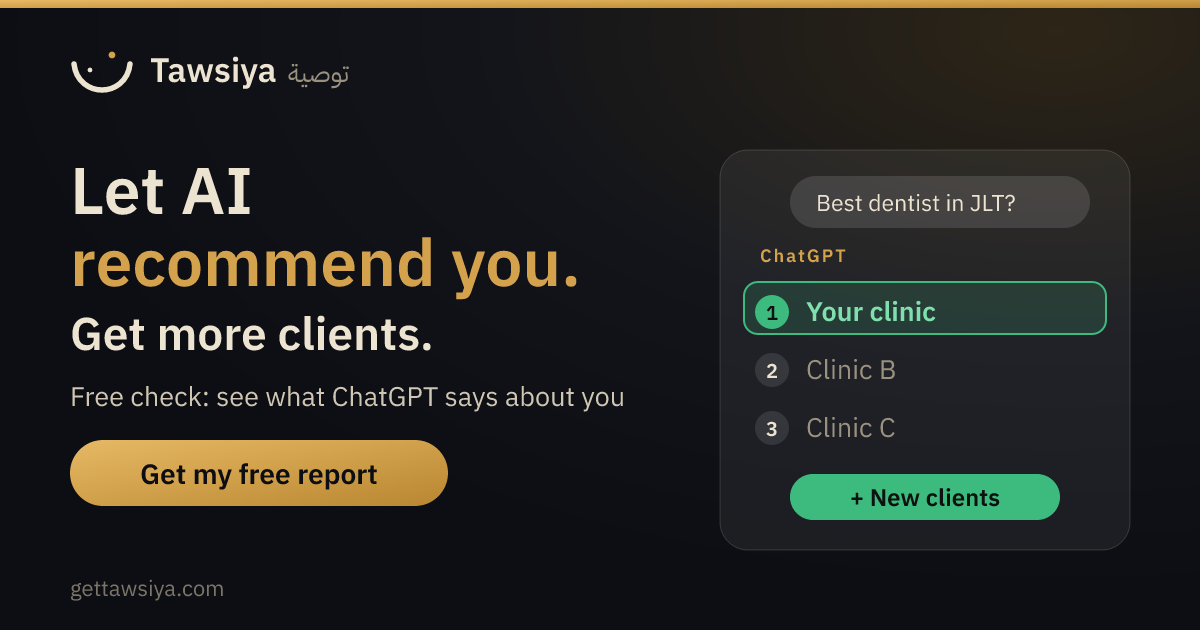 Tawsiya توصية
Let AI
recommend you.
Get more clients.
Free check: see what ChatGPT says about you
Get my free report
gettawsiya.com
Best dentist in JLT?
ChatGPT
1 Your clinic
2 Clinic B
3 Clinic C
+ New clients